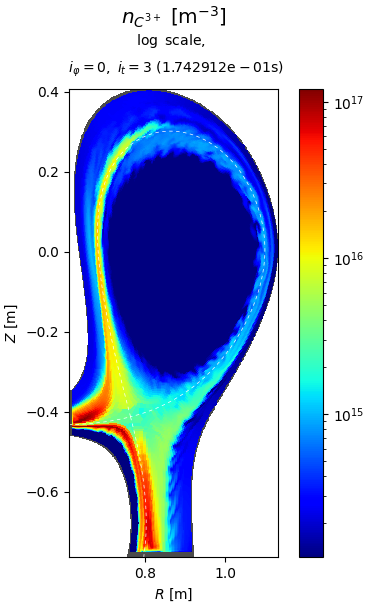 n_{C^{3+}} [m^{−3}]
log scale,
i_φ = 0, i_t = 3 (1.742912e − 01s)
0.4
0.2
0.0
−0.2
−0.4
−0.6
Z [m]
0.8 1.0
R [m]
10^{17}
10^{16}
10^{15}